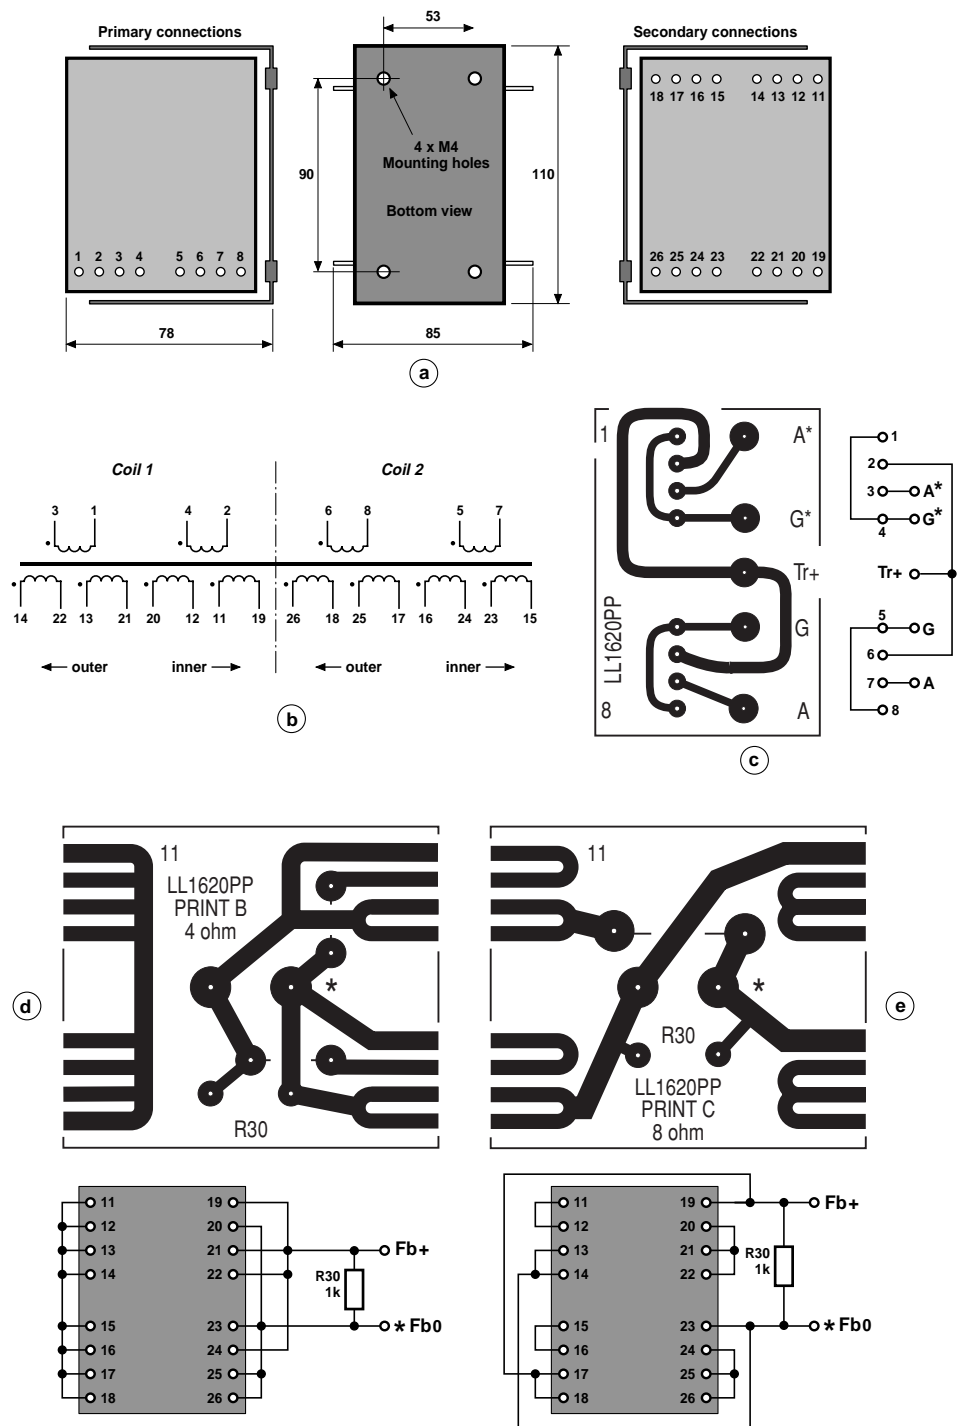 Primary connections
53
Secondary connections
18 17 16 15 14 13 12 11
4 x M4
Mounting holes
90
110
Bottom view
1 2 3 4 5 6 7 8
26 25 24 23 22 21 20 19
78
85
a
Coil 1
Coil 2
3 1 4 2 6 8 5 7
14 22 13 21 20 12 11 19 26 18 25 17 16 24 23 15
outer
inner
outer
inner
b
1
A*
G*
Tr+
G
A
8
LL1620PP
1
2
3 A*
G*
4
Tr+
5
G
6
7 A
8
c
11
LL1620PP
PRINT B
4 ohm
*
R30
d
11
*
R30
LL1620PP
PRINT C
8 ohm
e
11 19
12 20
13 21
14 22
15 23
16 24
17 25
18 26
Fb+
R30
1k
* Fb0
11 19
12 20
13 21
14 22
15 23
16 24
17 25
18 26
Fb+
R30
1k
* Fb0